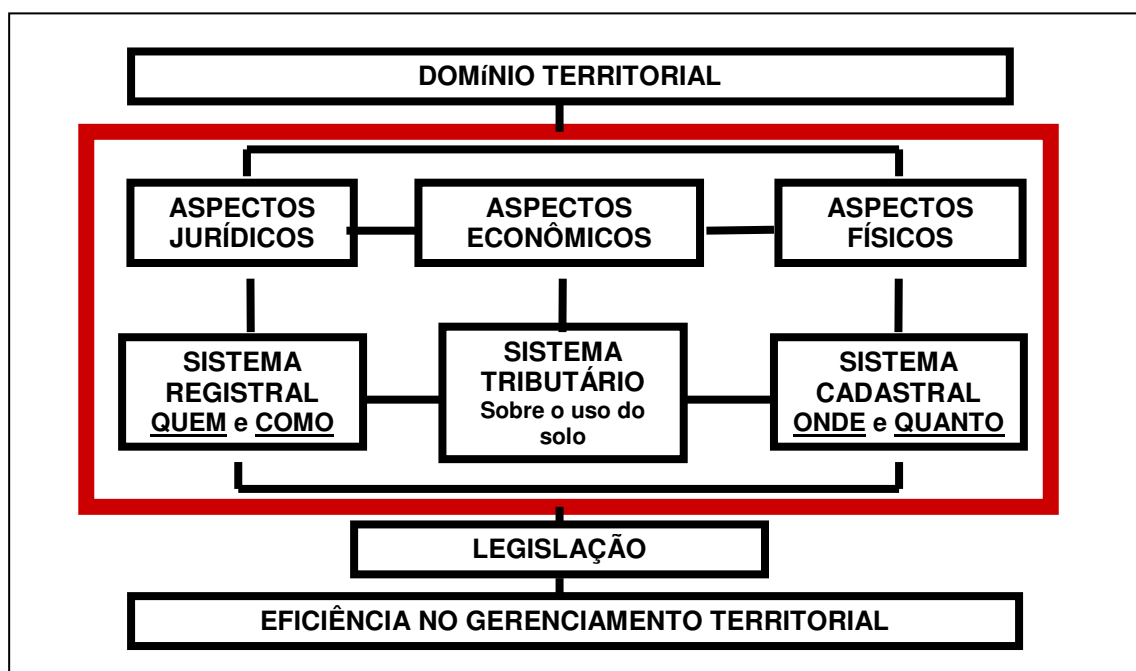 DOMíNIO TERRITORIAL
ASPECTOS
JURÍDICOS
ASPECTOS
ECONÔMICOS
ASPECTOS
FÍSICOS
SISTEMA
REGISTRAL
QUEM e COMO
SISTEMA
TRIBUTÁRIO
Sobre o uso do
solo
SISTEMA
CADASTRAL
ONDE e QUANTO
LEGISLAÇÃO
EFICIÊNCIA NO GERENCIAMENTO TERRITORIAL